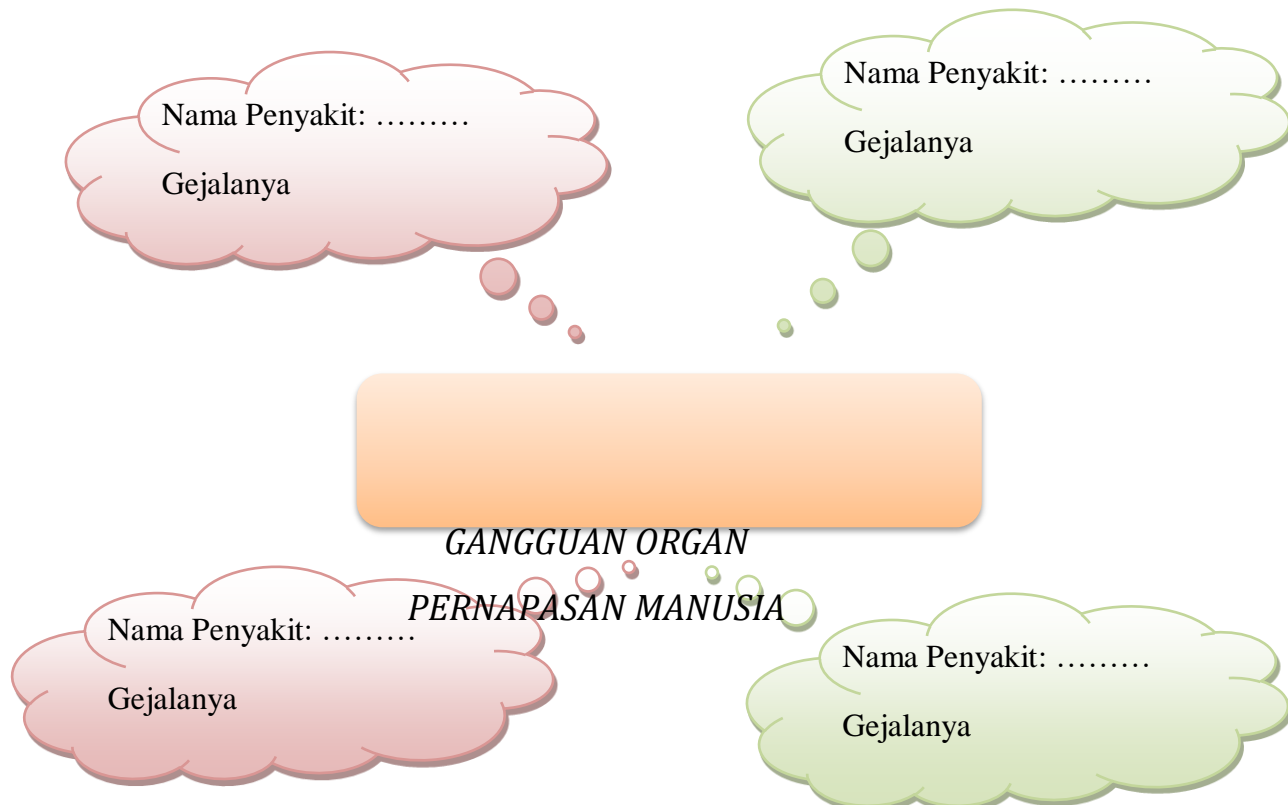 Nama Penyakit: ………
Gejalanya
Nama Penyakit: ………
Gejalanya
GANGGUAN ORGAN
PERNAPASAN MANUSIA
Nama Penyakit: ………
Gejalanya
Nama Penyakit: ………
Gejalanya